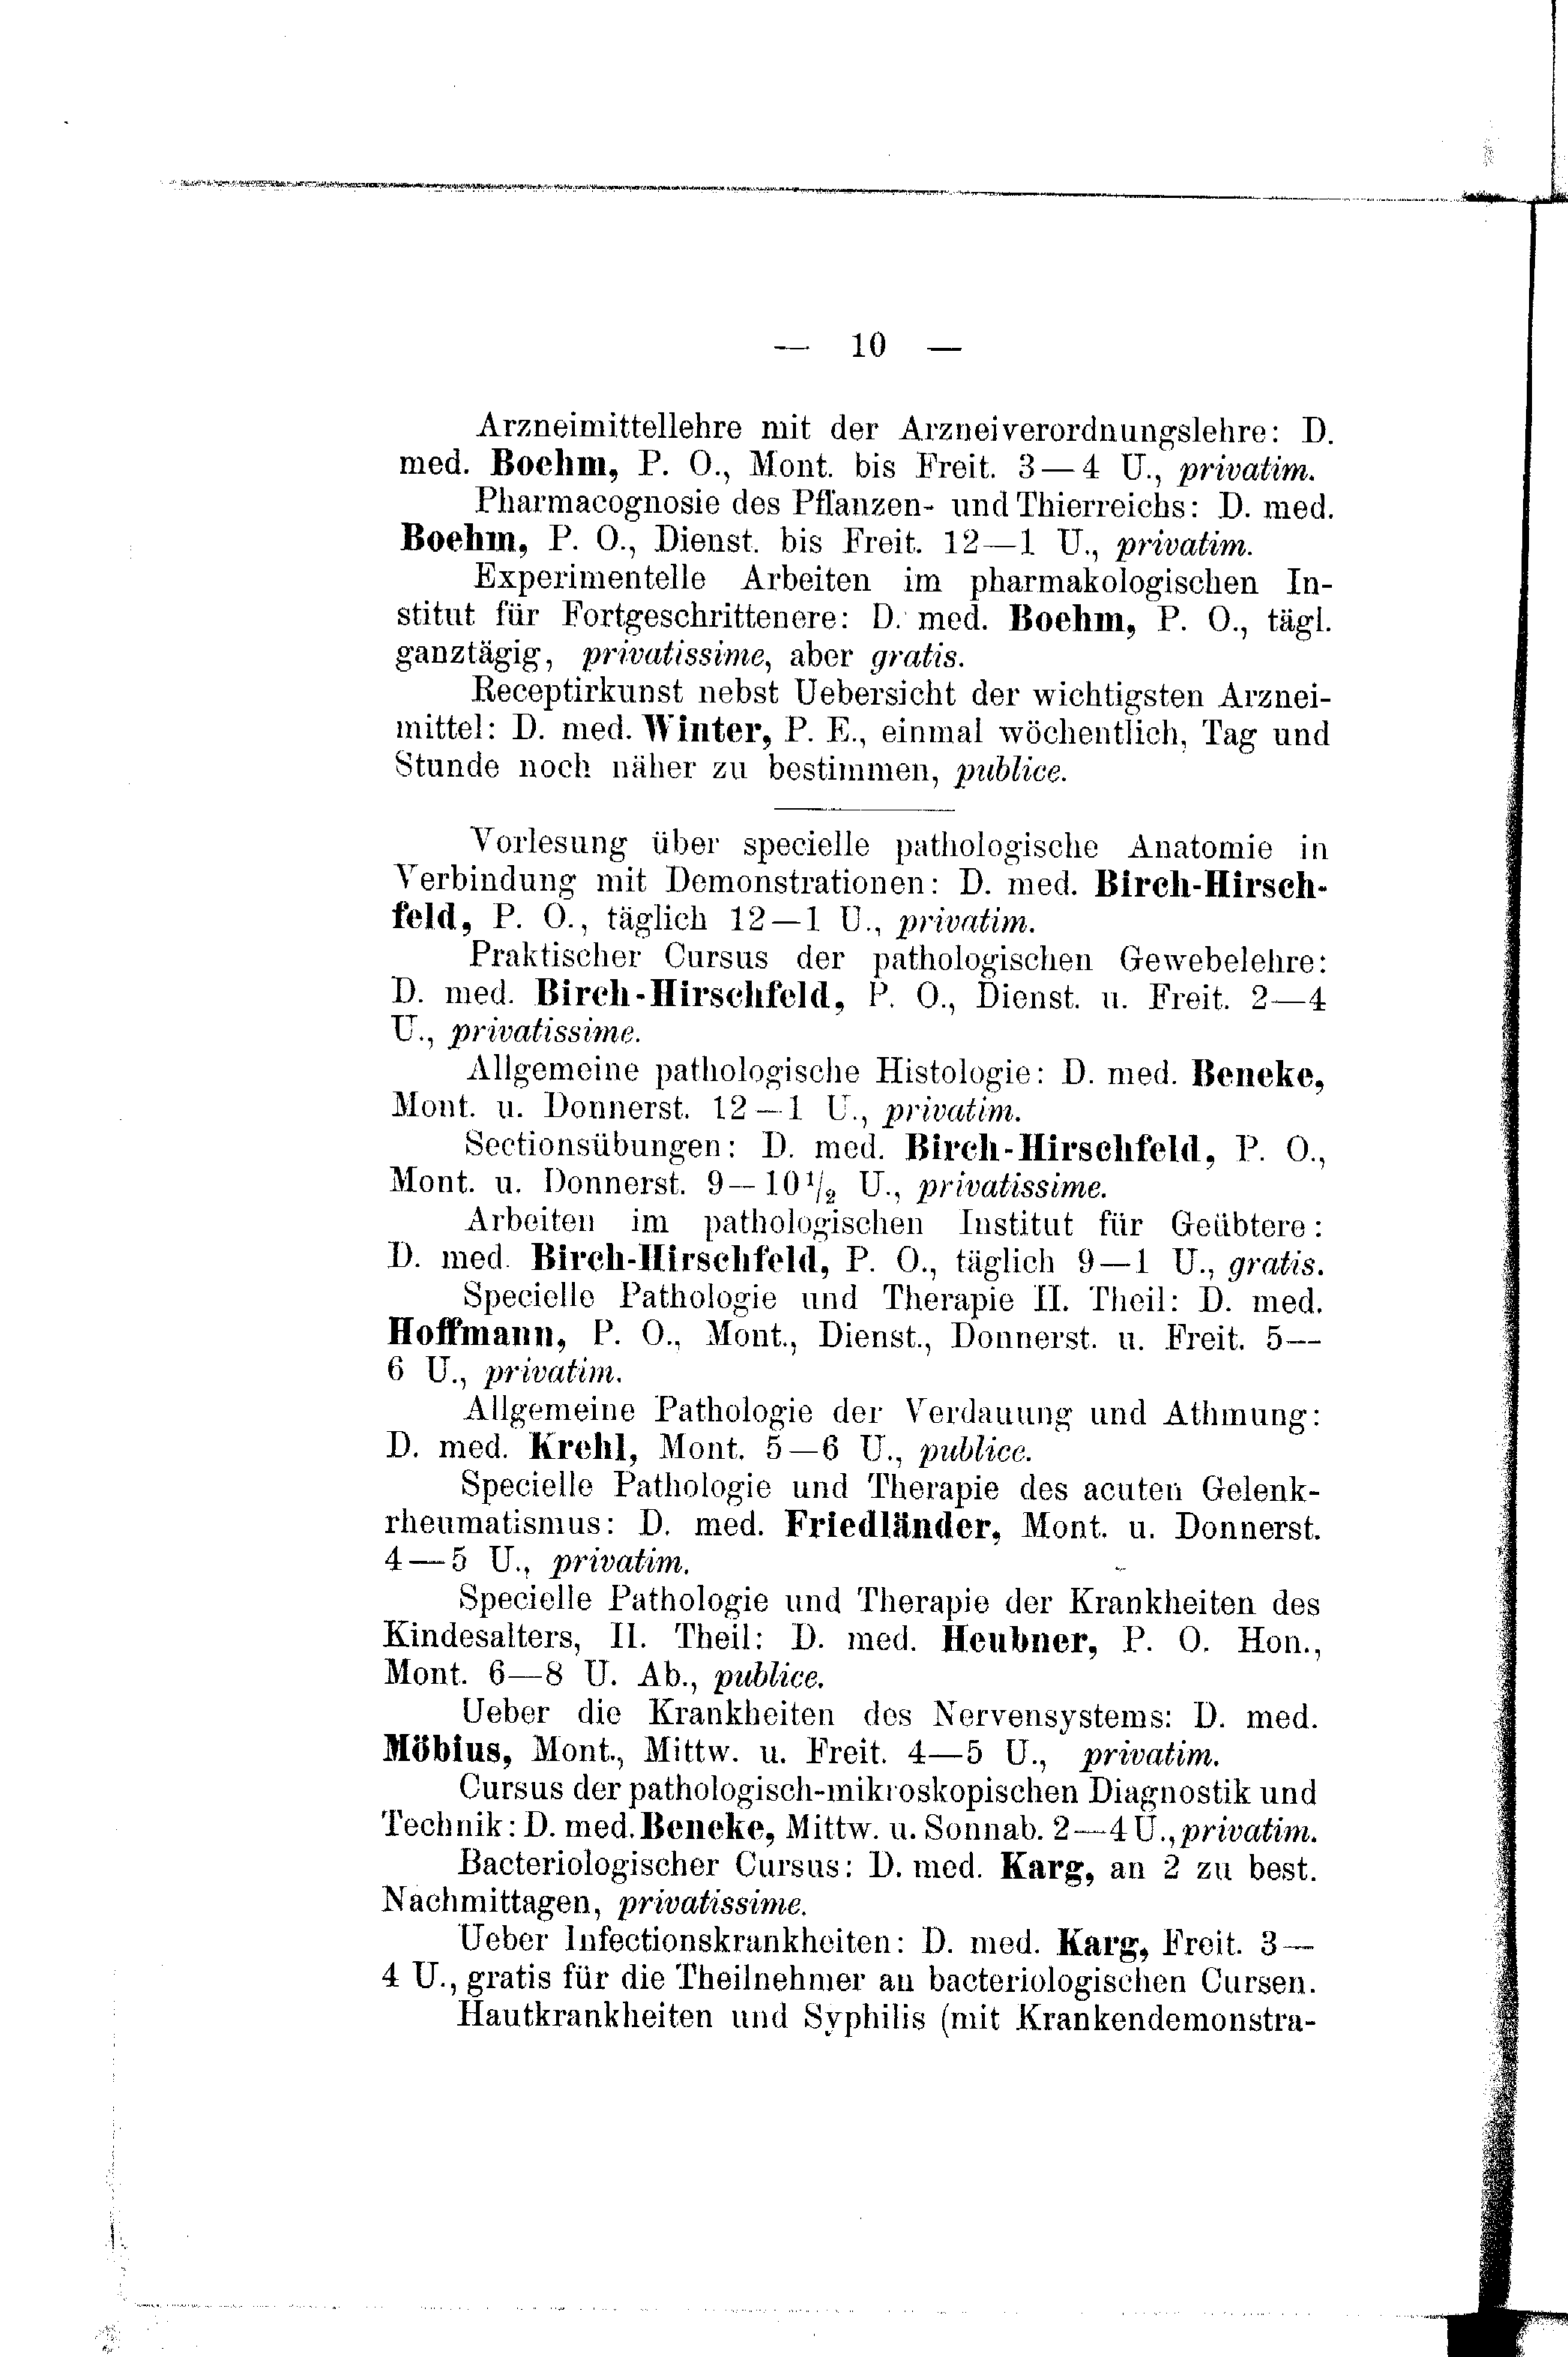 — 10 —
Arzneimittellehre mit der Arzneiverordnungslehre: D.
med. Boehm, P. O., Mont. bis Freit. 3—4 U., privatim.
Pharmacognosie des Pflanzen- und Thierreichs: D. med.
Boehm, P. O., Dienst. bis Freit. 12—1 U., privatim.
Experimentelle Arbeiten im pharmakologischen In-
stitut für Fortgeschrittenere: D. med. Boehm, P. O., tägl.
ganztägig, privatissime, aber gratis.
Receptirkunst nebst Uebersicht der wichtigsten Arznei-
mittel: D. med. Winter, P. E., einmal wöchentlich, Tag und
Stunde noch näher zu bestimmen, publice.
Vorlesung über specielle pathologische Anatomie in
Verbindung mit Demonstrationen: D. med. Birch-Hirsch-
feld, P. O., täglich 12—1 U., privatim.
Praktischer Cursus der pathologischen Gewebelehre:
D. med. Birch-Hirschfeld, P. O., Dienst. u. Freit. 2—4
U., privatissime.
Allgemeine pathologische Histologie: D. med. Beneke,
Mont. u. Donnerst. 12—1 U., privatim.
Sectionsübungen: D. med. Birch-Hirschfeld, P. O.,
Mont. u. Donnerst. 9—10 1/2 U., privatissime.
Arbeiten im pathologischen Institut für Geübtere:
D. med. Birch-Hirschfeld, P. O., täglich 9—1 U., gratis.
Specielle Pathologie und Therapie II. Theil: D. med.
Hoffmann, P. O., Mont., Dienst., Donnerst. u. Freit. 5—
6 U., privatim.
Allgemeine Pathologie der Verdauung und Athmung:
D. med. Krehl, Mont. 5—6 U., publice.
Specielle Pathologie und Therapie des acuten Gelenk-
rheumatismus: D. med. Friedländer, Mont. u. Donnerst.
4—5 U., privatim.
Specielle Pathologie und Therapie der Krankheiten des
Kindesalters, II. Theil: D. med. Heubner, P. O. Hon.,
Mont. 6—8 U. Ab., publice.
Ueber die Krankheiten des Nervensystems: D. med.
Möbius, Mont., Mittw. u. Freit. 4—5 U., privatim.
Cursus der pathologisch-mikroskopischen Diagnostik und
Technik: D. med. Beneke, Mittw. u. Sonnab. 2—4 U., privatim.
Bacteriologischer Cursus: D. med. Karg, an 2 zu best.
Nachmittagen, privatissime.
Ueber Infectionskrankheiten: D. med. Karg, Freit. 3—
4 U., gratis für die Theilnehmer an bacteriologischen Cursen.
Hautkrankheiten und Syphilis (mit Krankendemonstra-